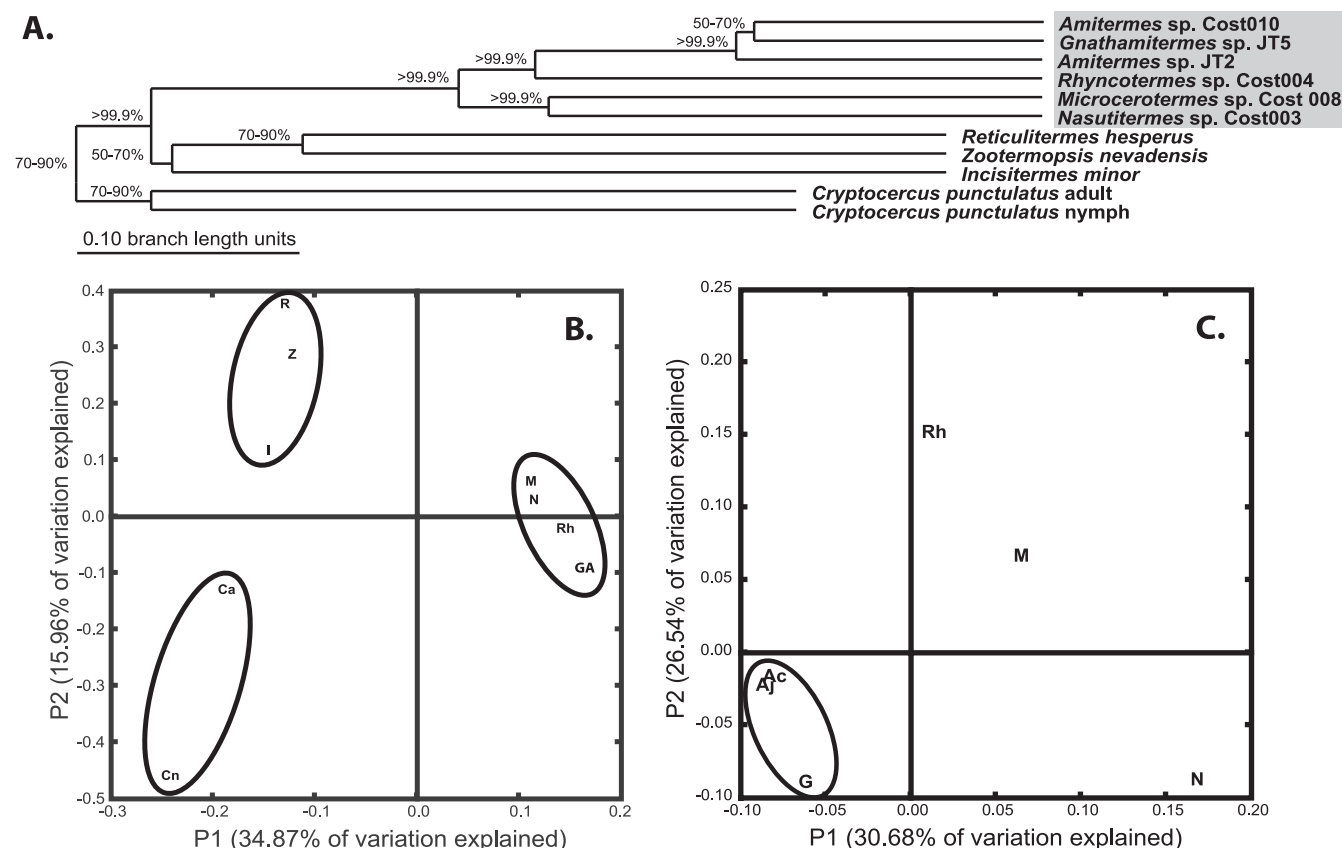 A.
50-70%
Amitermes sp. Cost010
>99.9%
Gnathamitermes sp. JT5
>99.9%
Amitermes sp. JT2
>99.9%
Rhyncotermes sp. Cost004
>99.9%
Microcerotermes sp. Cost 008
>99.9%
Nasutitermes sp. Cost003
70-90%
Reticulitermes hesperus
70-90%
50-70%
Zootermopsis nevadensis
Incisitermes minor
70-90%
Cryptocercus punctulatus adult
Cryptocercus punctulatus nymph
0.10 branch length units
B.
P2 (15.96% of variation explained)
0.4
0.3
0.2
0.1
0.0
-0.1
-0.2
-0.3
-0.4
-0.5
R
Z
I
M
N
Rh
GA
Ca
Cn
-0.3
-0.2
-0.1
0.0
0.1
0.2
P1 (34.87% of variation explained)
C.
P2 (26.54% of variation explained)
0.25
0.20
0.15
0.10
0.05
0.00
-0.05
-0.10
Rh
M
Ac
Aj
G
N
-0.10
-0.05
0.00
0.05
0.10
0.15
0.20
P1 (30.68% of variation explained)